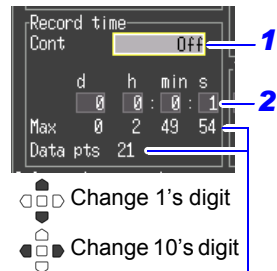 Record time
Cont Off 1
d h min s
0 0 : 0 : 1 2
Max 0 2 49 54
Data pts 21
Change 1's digit
Change 10's digit